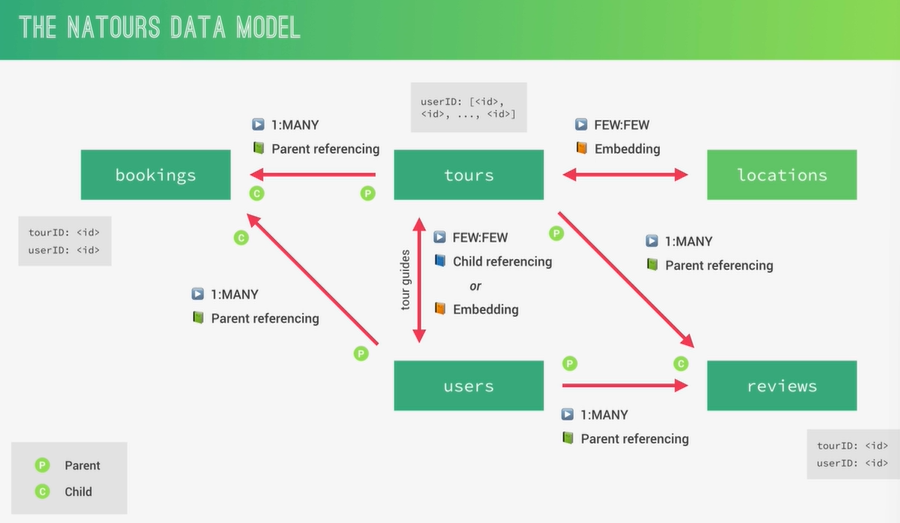 THE NATOURS DATA MODEL
userID: [<id>,
<id>, ..., <id>]
1:MANY
Parent referencing
FEW:FEW
Embedding
bookings
tours
locations
C
P
tourID: <id>
userID: <id>
C
tour guides
FEW:FEW
Child referencing
or
Embedding
P
1:MANY
Parent referencing
1:MANY
Parent referencing
P
P
C
users
reviews
1:MANY
Parent referencing
tourID: <id>
userID: <id>
P Parent
C Child